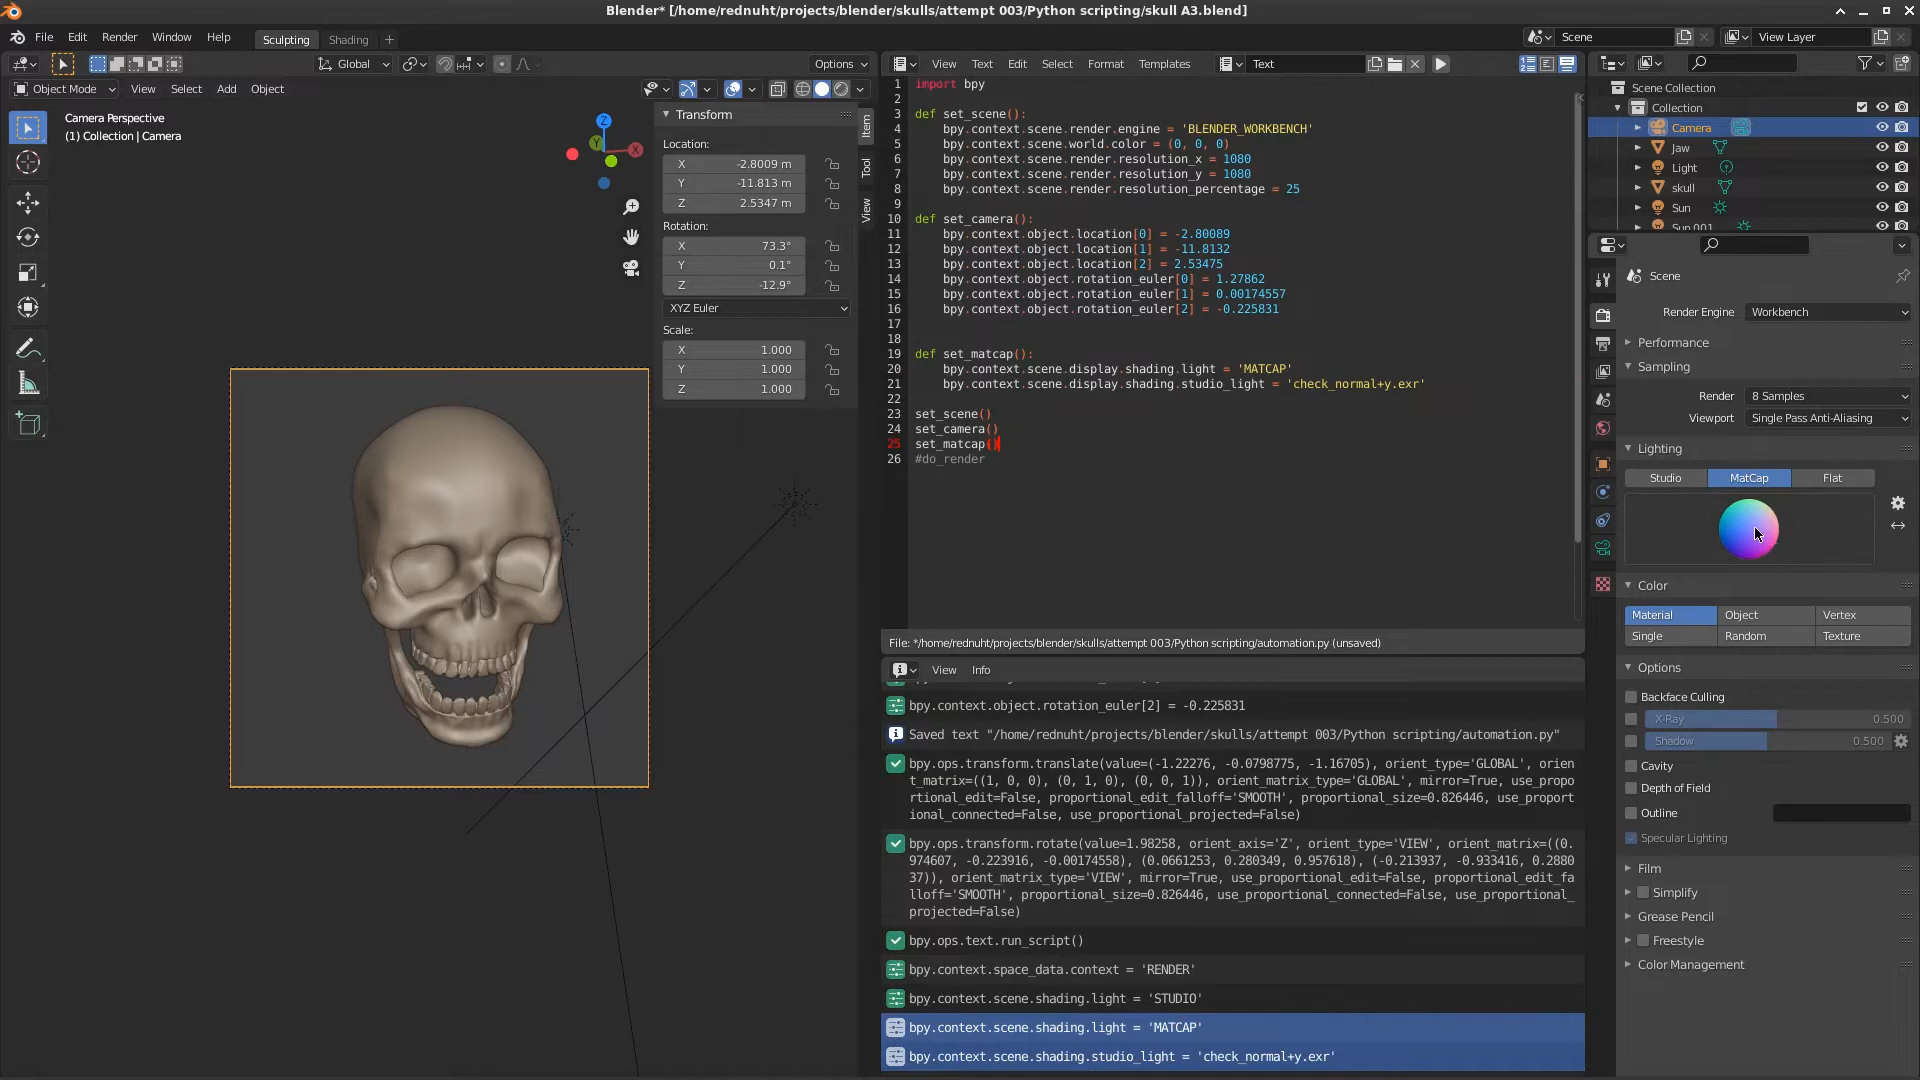 Blender* [/home/rednuht/projects/blender/skulls/attempt 003/Python scripting/skull A3.blend]
File Edit Render Window Help Sculpting Shading +
Scene
View Layer
Global
Options
Object Mode View Select Add Object
Camera Perspective
(1) Collection | Camera
Transform
Location:
X -2.8009 m
Y -11.813 m
Z 2.5347 m
Rotation:
X 73.3°
Y 0.1°
Z -12.9°
XYZ Euler
Scale:
X 1.000
Y 1.000
Z 1.000
Item
Tool
View
Z
Y
X
View Text Edit Select Format Templates Text
1 import bpy
2
3 def set_scene():
4 bpy.context.scene.render.engine = 'BLENDER_WORKBENCH'
5 bpy.context.scene.world.color = (0, 0, 0)
6 bpy.context.scene.render.resolution_x = 1080
7 bpy.context.scene.render.resolution_y = 1080
8 bpy.context.scene.render.resolution_percentage = 25
9
10 def set_camera():
11 bpy.context.object.location[0] = -2.80089
12 bpy.context.object.location[1] = -11.8132
13 bpy.context.object.location[2] = 2.53475
14 bpy.context.object.rotation_euler[0] = 1.27862
15 bpy.context.object.rotation_euler[1] = 0.00174557
16 bpy.context.object.rotation_euler[2] = -0.225831
17
18
19 def set_matcap():
20 bpy.context.scene.display.shading.light = 'MATCAP'
21 bpy.context.scene.display.shading.studio_light = 'check_normal+y.exr'
22
23 set_scene()
24 set_camera()
25 set_matcap()
26 #do_render
File: */home/rednuht/projects/blender/skulls/attempt 003/Python scripting/automation.py (unsaved)
View Info
bpy.context.object.rotation_euler[2] = -0.225831
Saved text "/home/rednuht/projects/blender/skulls/attempt 003/Python scripting/automation.py"
bpy.ops.transform.translate(value=(-1.22276, -0.0798775, -1.16705), orient_type='GLOBAL', orien
t_matrix=((1, 0, 0), (0, 1, 0), (0, 0, 1)), orient_matrix_type='GLOBAL', mirror=True, use_propo
rtional_edit=False, proportional_edit_falloff='SMOOTH', proportional_size=0.826446, use_proport
ional_connected=False, use_proportional_projected=False)
bpy.ops.transform.rotate(value=1.98258, orient_axis='Z', orient_type='VIEW', orient_matrix=((0.
974607, -0.223916, -0.00174558), (0.0661253, 0.280349, 0.957618), (-0.213937, -0.933416, 0.2880
37)), orient_matrix_type='VIEW', mirror=True, use_proportional_edit=False, proportional_edit_fa
lloff='SMOOTH', proportional_size=0.826446, use_proportional_connected=False, use_proportional_
projected=False)
bpy.ops.text.run_script()
bpy.context.space_data.context = 'RENDER'
bpy.context.scene.shading.light = 'STUDIO'
bpy.context.scene.shading.light = 'MATCAP'
bpy.context.scene.shading.studio_light = 'check_normal+y.exr'
Scene Collection
Collection
Camera
Jaw
Light
skull
Sun
Sun.001
Scene
Render Engine Workbench
Performance
Sampling
Render 8 Samples
Viewport Single Pass Anti-Aliasing
Lighting
Studio MatCap Flat
Color
Material Object Vertex
Single Random Texture
Options
Backface Culling
X-Ray 0.500
Shadow 0.500
Cavity
Depth of Field
Outline
Specular Lighting
Film
Simplify
Grease Pencil
Freestyle
Color Management